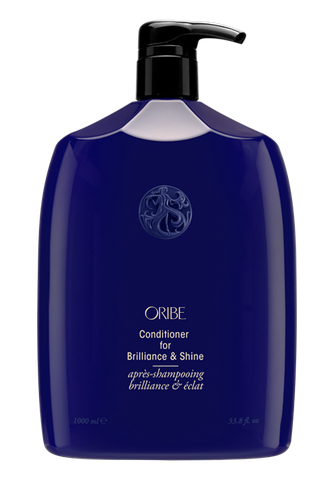 ORIBE
Conditioner
for
Brilliance & Shine
après-shampooing
brilliance & éclat
1000 ml ℮ 33.8 fl. oz